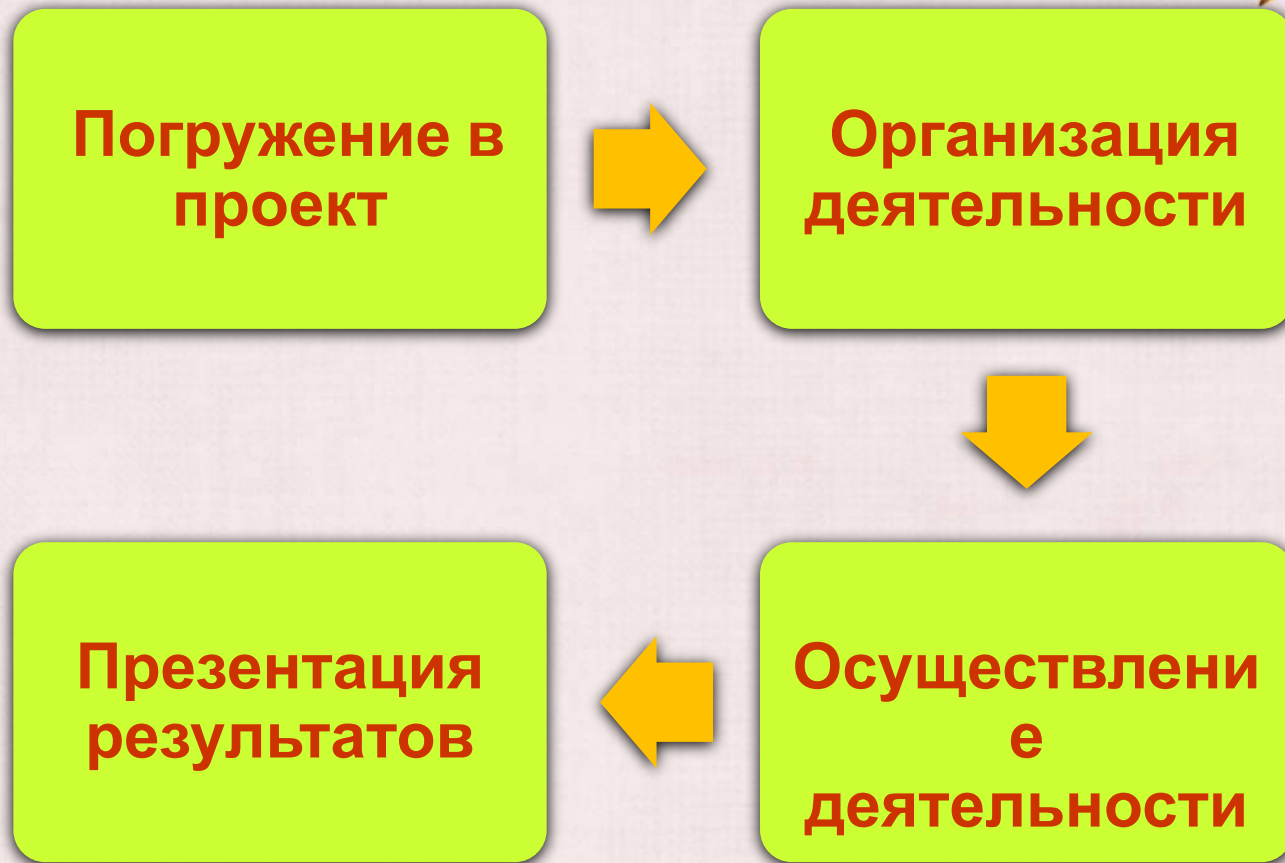 Погружение в
проект
Организация
деятельности
Осуществлени
е
деятельности
Презентация
результатов